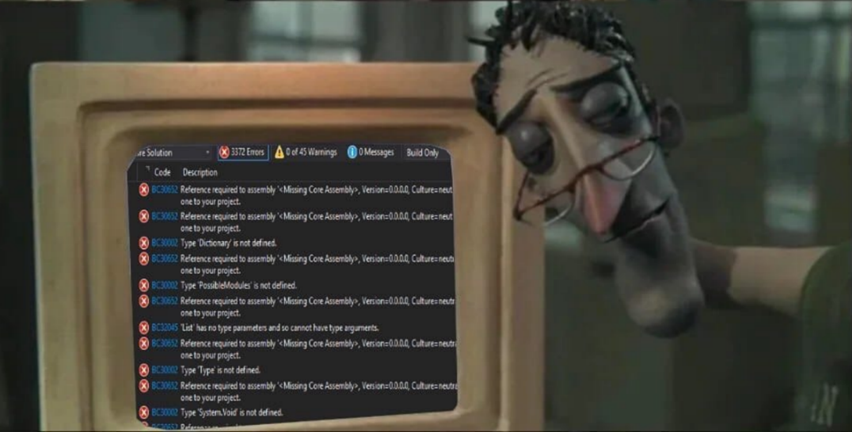 re Solution
3372 Errors
0 of 45 Warnings
0 Messages
Build Only
Code Description
BC30652 Reference required to assembly '<Missing Core Assembly>, Version=0.0.0.0, Culture=neut
one to your project.
BC30652 Reference required to assembly '<Missing Core Assembly>, Version=0.0.0.0, Culture=neut
one to your project.
BC30002 Type 'Dictionary' is not defined.
BC30652 Reference required to assembly '<Missing Core Assembly>, Version=0.0.0.0, Culture=neutr
one to your project.
BC30002 Type 'PossibleModules' is not defined.
BC30652 Reference required to assembly '<Missing Core Assembly>, Version=0.0.0.0, Culture=neutr
one to your project.
BC32045 'List' has no type parameters and so cannot have type arguments.
BC30652 Reference required to assembly '<Missing Core Assembly>, Version=0.0.0.0, Culture=neutr
one to your project.
BC30002 Type 'Type' is not defined.
BC30652 Reference required to assembly '<Missing Core Assembly>, Version=0.0.0.0, Culture=neutra
one to your project.
BC30002 Type 'System.Void' is not defined.